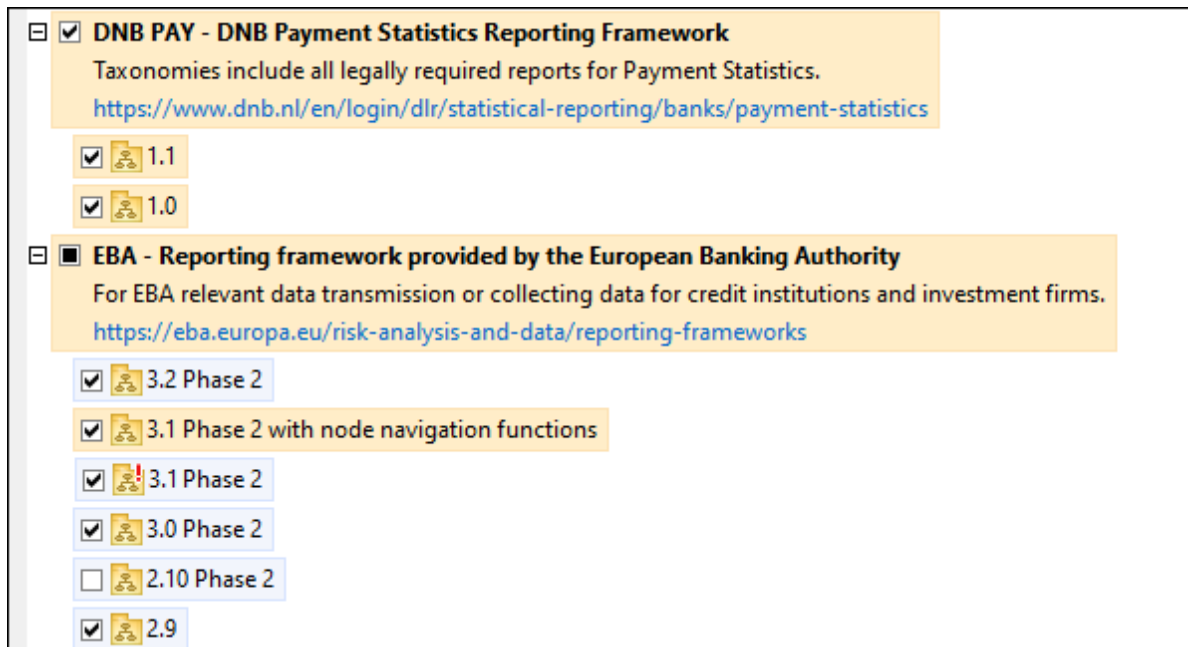 DNB PAY - DNB Payment Statistics Reporting Framework
Taxonomies include all legally required reports for Payment Statistics.
https://www.dnb.nl/en/login/dlr/statistical-reporting/banks/payment-statistics
1.1
1.0
EBA - Reporting framework provided by the European Banking Authority
For EBA relevant data transmission or collecting data for credit institutions and investment firms.
https://eba.europa.eu/risk-analysis-and-data/reporting-frameworks
3.2 Phase 2
3.1 Phase 2 with node navigation functions
3.1 Phase 2
3.0 Phase 2
2.10 Phase 2
2.9